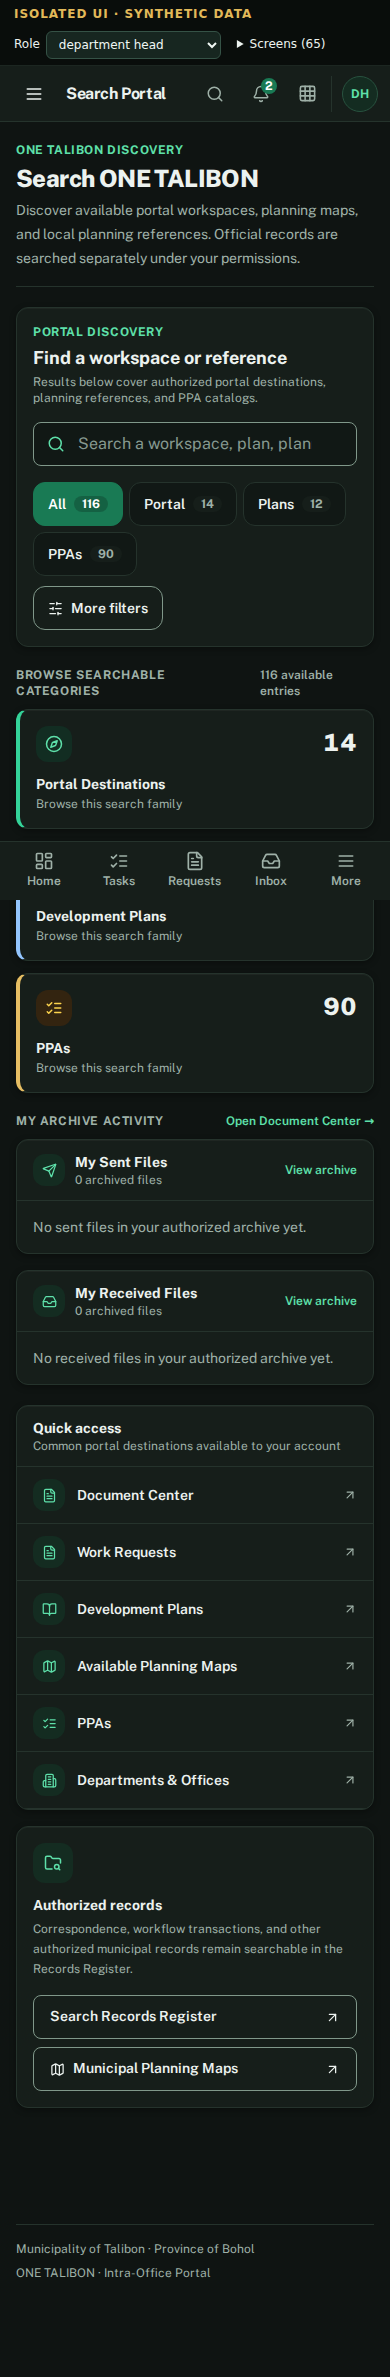 ISOLATED UI · SYNTHETIC DATA
Role department head ▶ Screens (65)
Search Portal 2 DH
ONE TALIBON DISCOVERY
Search ONE TALIBON
Discover available portal workspaces, planning maps,
and local planning references. Official records are
searched separately under your permissions.
PORTAL DISCOVERY
Find a workspace or reference
Results below cover authorized portal destinations,
planning references, and PPA catalogs.
Search a workspace, plan, plan
All 116 Portal 14 Plans 12
PPAs 90
More filters
BROWSE SEARCHABLE
CATEGORIES
116 available
entries
14
Portal Destinations
Browse this search family
Home Tasks Requests Inbox More
Development Plans
Browse this search family
90
PPAs
Browse this search family
MY ARCHIVE ACTIVITY Open Document Center →
My Sent Files
0 archived files
View archive
No sent files in your authorized archive yet.
My Received Files
0 archived files
View archive
No received files in your authorized archive yet.
Quick access
Common portal destinations available to your account
Document Center
Work Requests
Development Plans
Available Planning Maps
PPAs
Departments & Offices
Authorized records
Correspondence, workflow transactions, and other
authorized municipal records remain searchable in the
Records Register.
Search Records Register
Municipal Planning Maps
Municipality of Talibon · Province of Bohol
ONE TALIBON · Intra-Office Portal